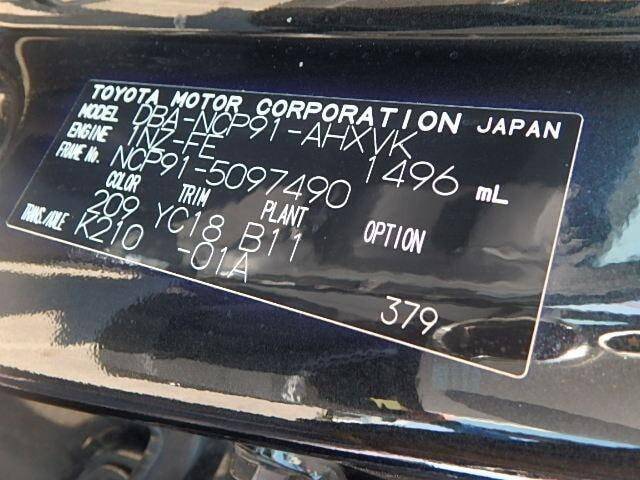 TOYOTA MOTOR CORPORATION JAPAN
MODEL DBA-NCP91-AHXVK
ENGINE 1NZ-FE 1496 mL
FRAME No. NCP91-5097490
COLOR TRIM PLANT OPTION
209 YC18 B11
TRANS./AXLE K210 -01A
379